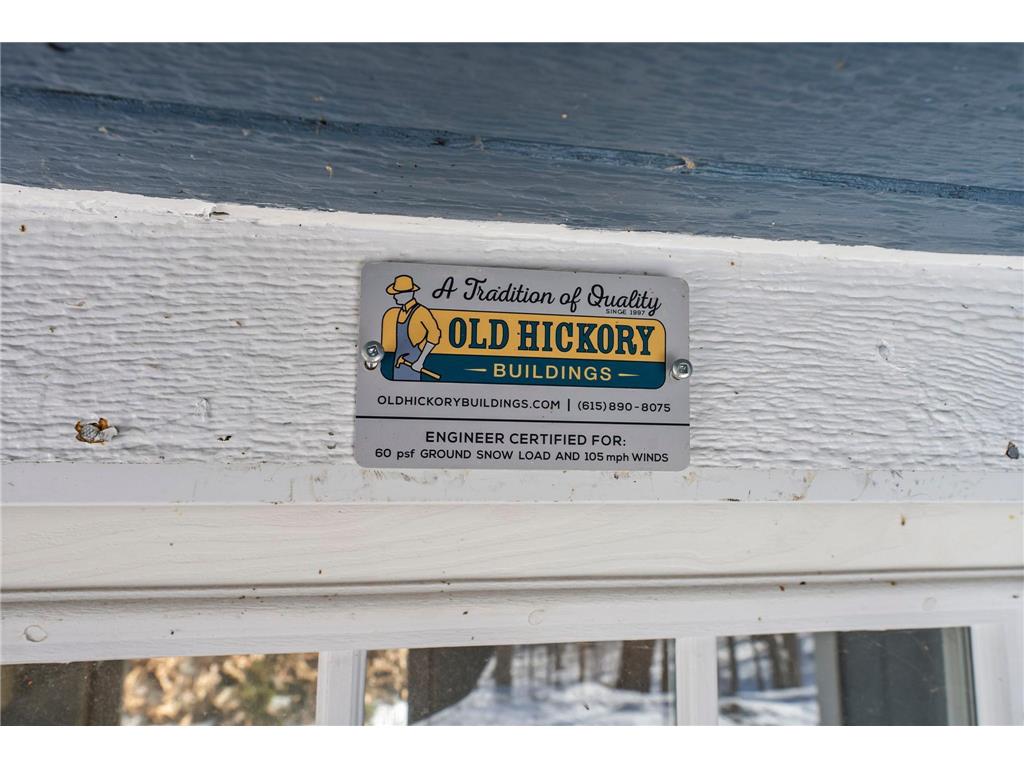 A Tradition of Quality
SINCE 1997
OLD HICKORY
BUILDINGS
OLDHICKORYBUILDINGS.COM | (615)890-8075
ENGINEER CERTIFIED FOR:
60 psf GROUND SNOW LOAD AND 105 mph WINDS